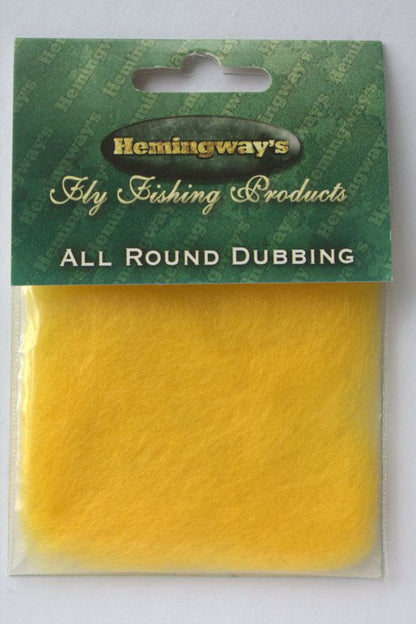 Hemingway's
Fly Fishing Products
ALL ROUND DUBBING